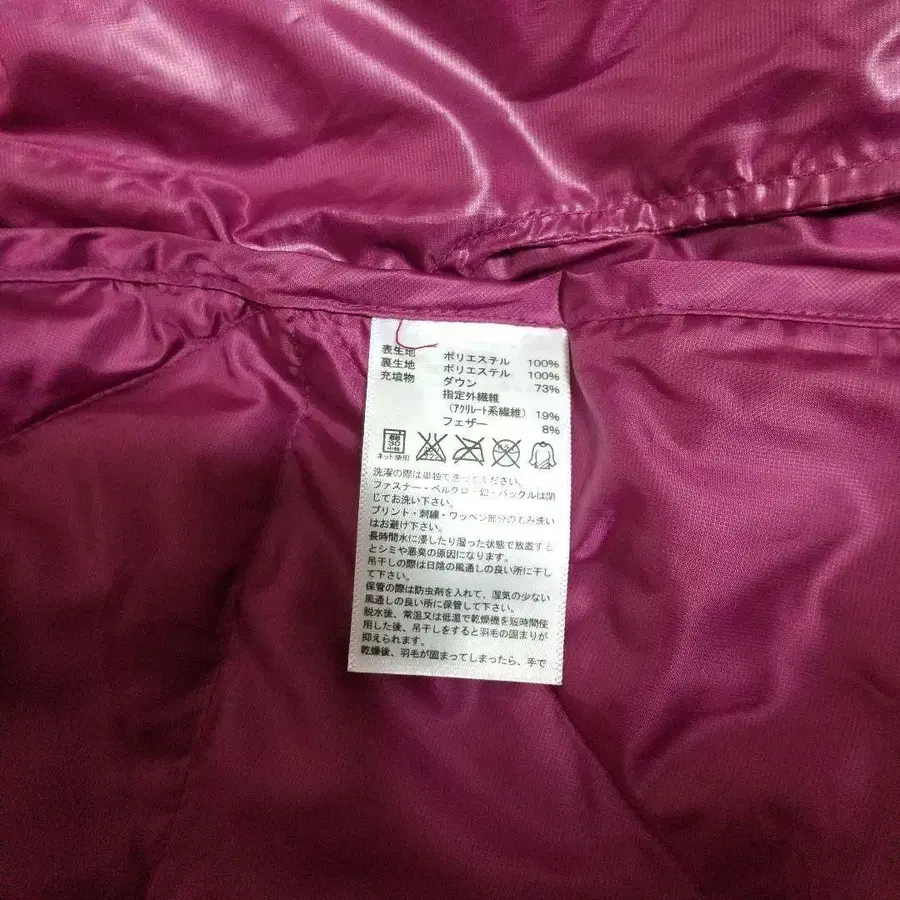 表生地 ポリエステル 100%
裏生地 ポリエステル 100%
充填物 ダウン 73%
指定外繊維
(アクリレート系繊維) 19%
フェザー 8%
30
ネット使用
洗濯の際は単独で洗ってください。
ファスナー・ベルクロ・釦・バックルは閉
じてお洗い下さい。
プリント・刺繍・ワッペン部分のもみ洗い
はお避け下さい。
長時間水に浸したり湿った状態で放置する
とシミや悪臭の原因になります。
吊干しの際は日陰の風通しの良い所に干し
て下さい。
保管の際は防虫剤を入れて、湿気の少ない
風通しの良い所に保管して下さい。
脱水後、常温又は低温で乾燥機を短時間使
用した後、吊干しをすると羽毛の固まりが
抑えられます。
乾燥後、羽毛が固まってしまったら、手で